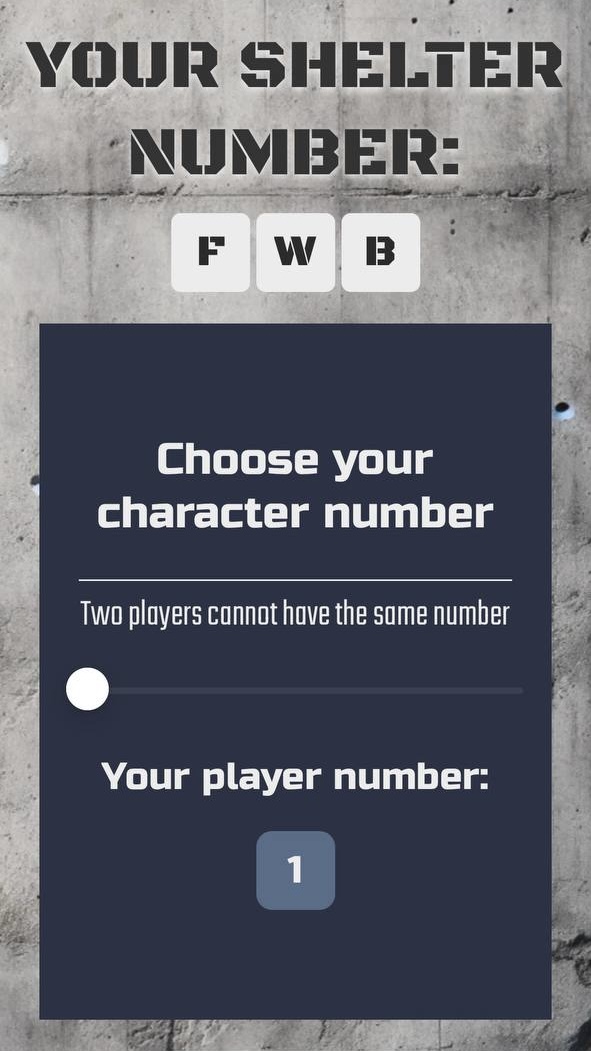 YOUR SHELTER
NUMBER:
F W B
Choose your
character number
Two players cannot have the same number
Your player number:
1